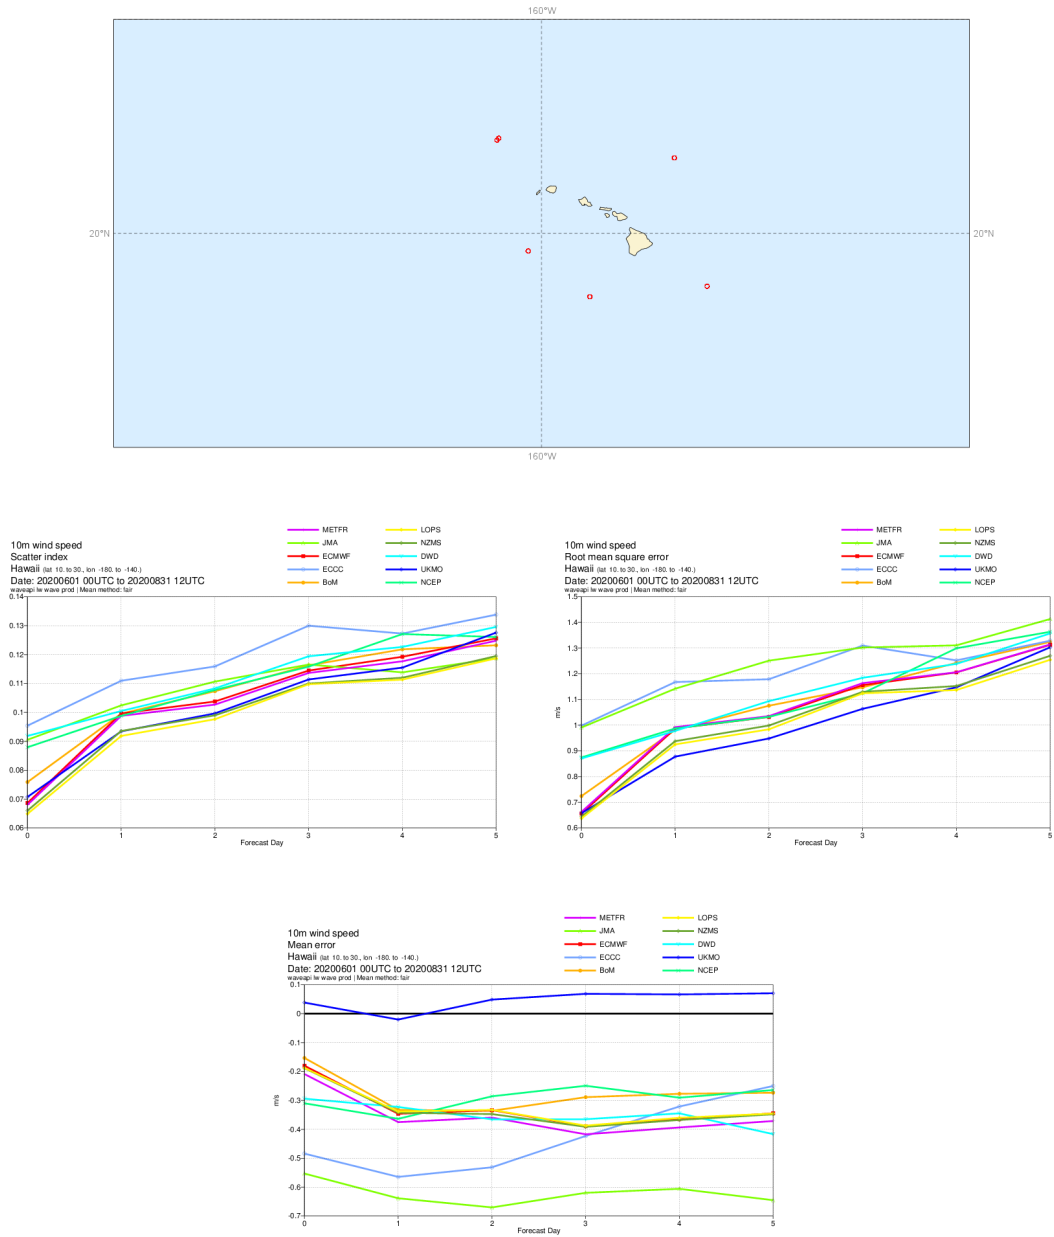 160°W
20°N
20°N
160°W
10m wind speed
Scatter index
Hawaii (lat 10. to 30., lon -180. to -140.)
Date: 20200601 00UTC to 20200831 12UTC
waveapi lw wave prod | Mean method: fair
METFR
JMA
ECMWF
ECCC
BoM
LOPS
NZMS
DWD
UKMO
NCEP
0.14
0.13
0.12
0.11
0.1
0.09
0.08
0.07
0.06
0
1
2
3
4
5
Forecast Day
10m wind speed
Root mean square error
Hawaii (lat 10. to 30., lon -180. to -140.)
Date: 20200601 00UTC to 20200831 12UTC
waveapi lw wave prod | Mean method: fair
METFR
JMA
ECMWF
ECCC
BoM
LOPS
NZMS
DWD
UKMO
NCEP
1.5
1.4
1.3
1.2
1.1
1
0.9
0.8
0.7
0.6
m/s
0
1
2
3
4
5
Forecast Day
10m wind speed
Mean error
Hawaii (lat 10. to 30., lon -180. to -140.)
Date: 20200601 00UTC to 20200831 12UTC
waveapi lw wave prod | Mean method: fair
METFR
JMA
ECMWF
ECCC
BoM
LOPS
NZMS
DWD
UKMO
NCEP
0.1
0
-0.1
-0.2
-0.3
-0.4
-0.5
-0.6
-0.7
m/s
0
1
2
3
4
5
Forecast Day